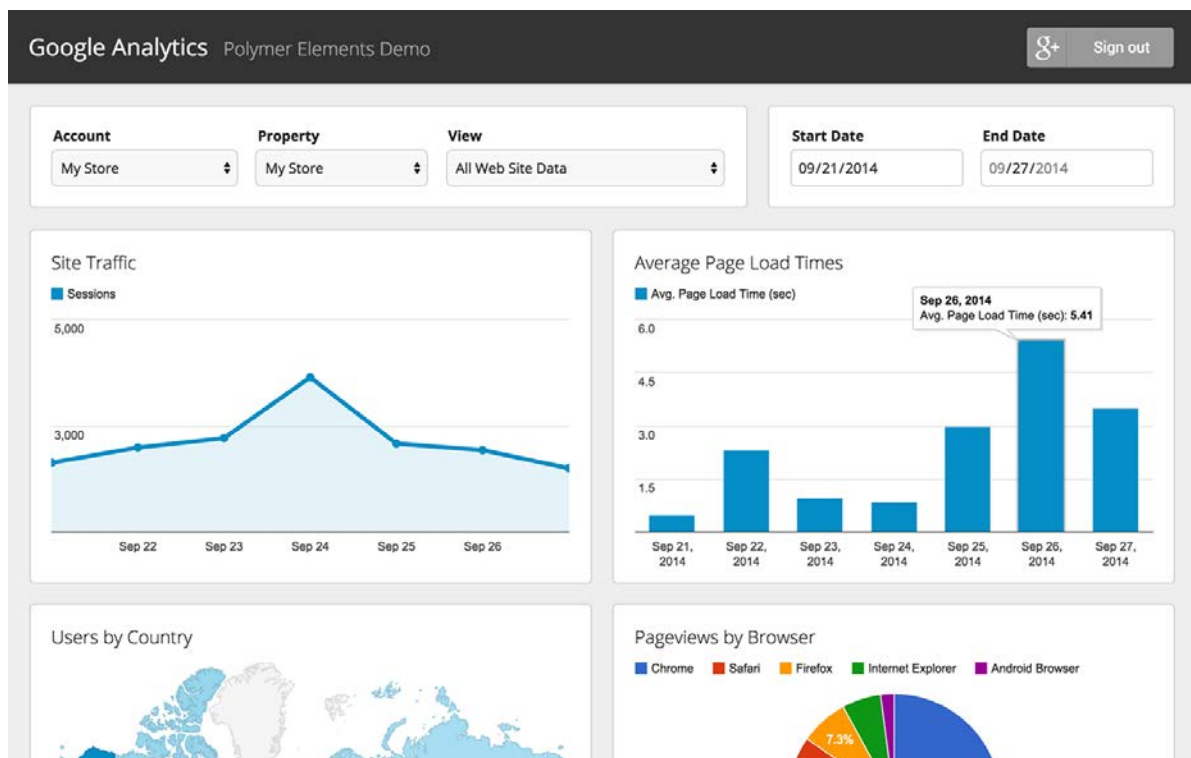 Google Analytics Polymer Elements Demo
g+ Sign out
Account Property View
My Store My Store All Web Site Data
Start Date End Date
09/21/2014 09/27/2014
Site Traffic
Sessions
5,000
3,000
Sep 22 Sep 23 Sep 24 Sep 25 Sep 26
Average Page Load Times
Avg. Page Load Time (sec)
Sep 26, 2014
Avg. Page Load Time (sec): 5.41
6.0
4.5
3.0
1.5
Sep 21, Sep 22, Sep 23, Sep 24, Sep 25, Sep 26, Sep 27,
2014 2014 2014 2014 2014 2014 2014
Users by Country
Pageviews by Browser
Chrome Safari Firefox Internet Explorer Android Browser
7.3%